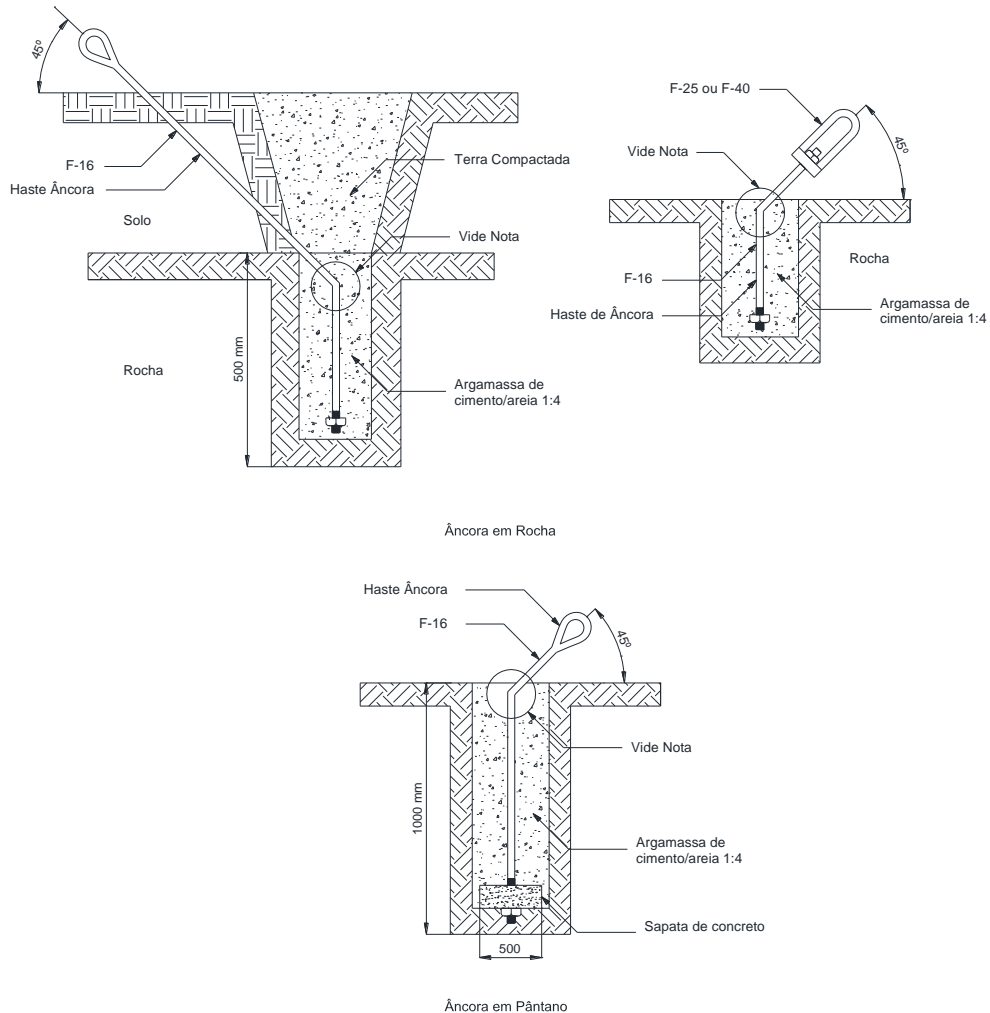 45º
F-16
Haste Âncora
Solo
Terra Compactada
Vide Nota
500 mm
Rocha
Argamassa de
cimento/areia 1:4
F-25 ou F-40
Vide Nota
45º
Rocha
F-16
Haste de Âncora
Argamassa de
cimento/areia 1:4
Âncora em Rocha
Haste Âncora
F-16
45º
Vide Nota
1000 mm
Argamassa de
cimento/areia 1:4
Sapata de concreto
500
Âncora em Pântano